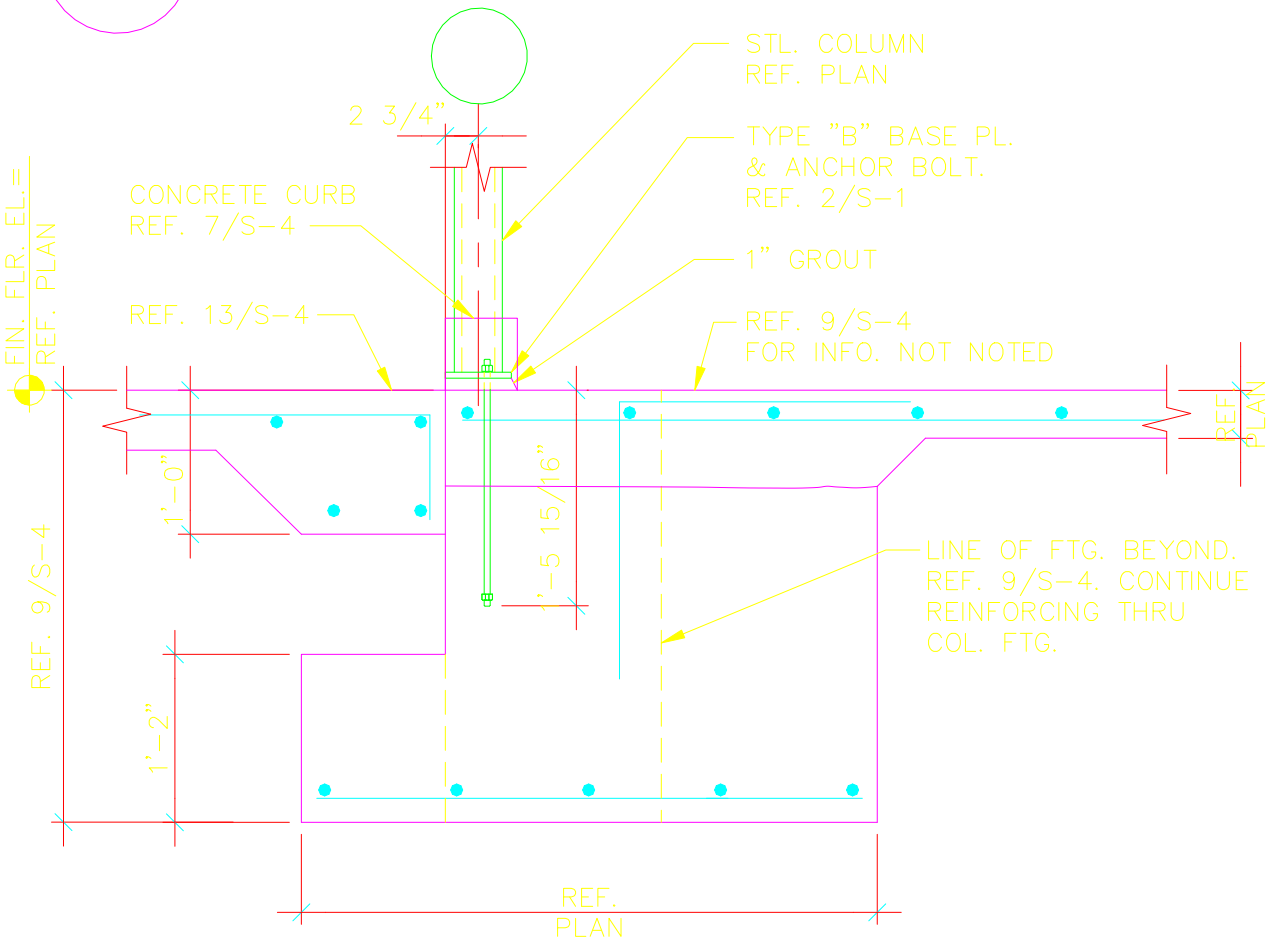 STL. COLUMN
REF. PLAN
2 3/4"
TYPE "B" BASE PL.
& ANCHOR BOLT.
REF. 2/S-1
CONCRETE CURB
REF. 7/S-4
FIN. FLR. EL.=
REF. PLAN
1" GROUT
REF. 13/S-4
REF. 9/S-4
FOR INFO. NOT NOTED
REF.
PLAN
1'-0"
1'-5 15/16"
REF. 9/S-4
LINE OF FTG. BEYOND.
REF. 9/S-4. CONTINUE
REINFORCING THRU
COL. FTG.
1'-2"
REF.
PLAN